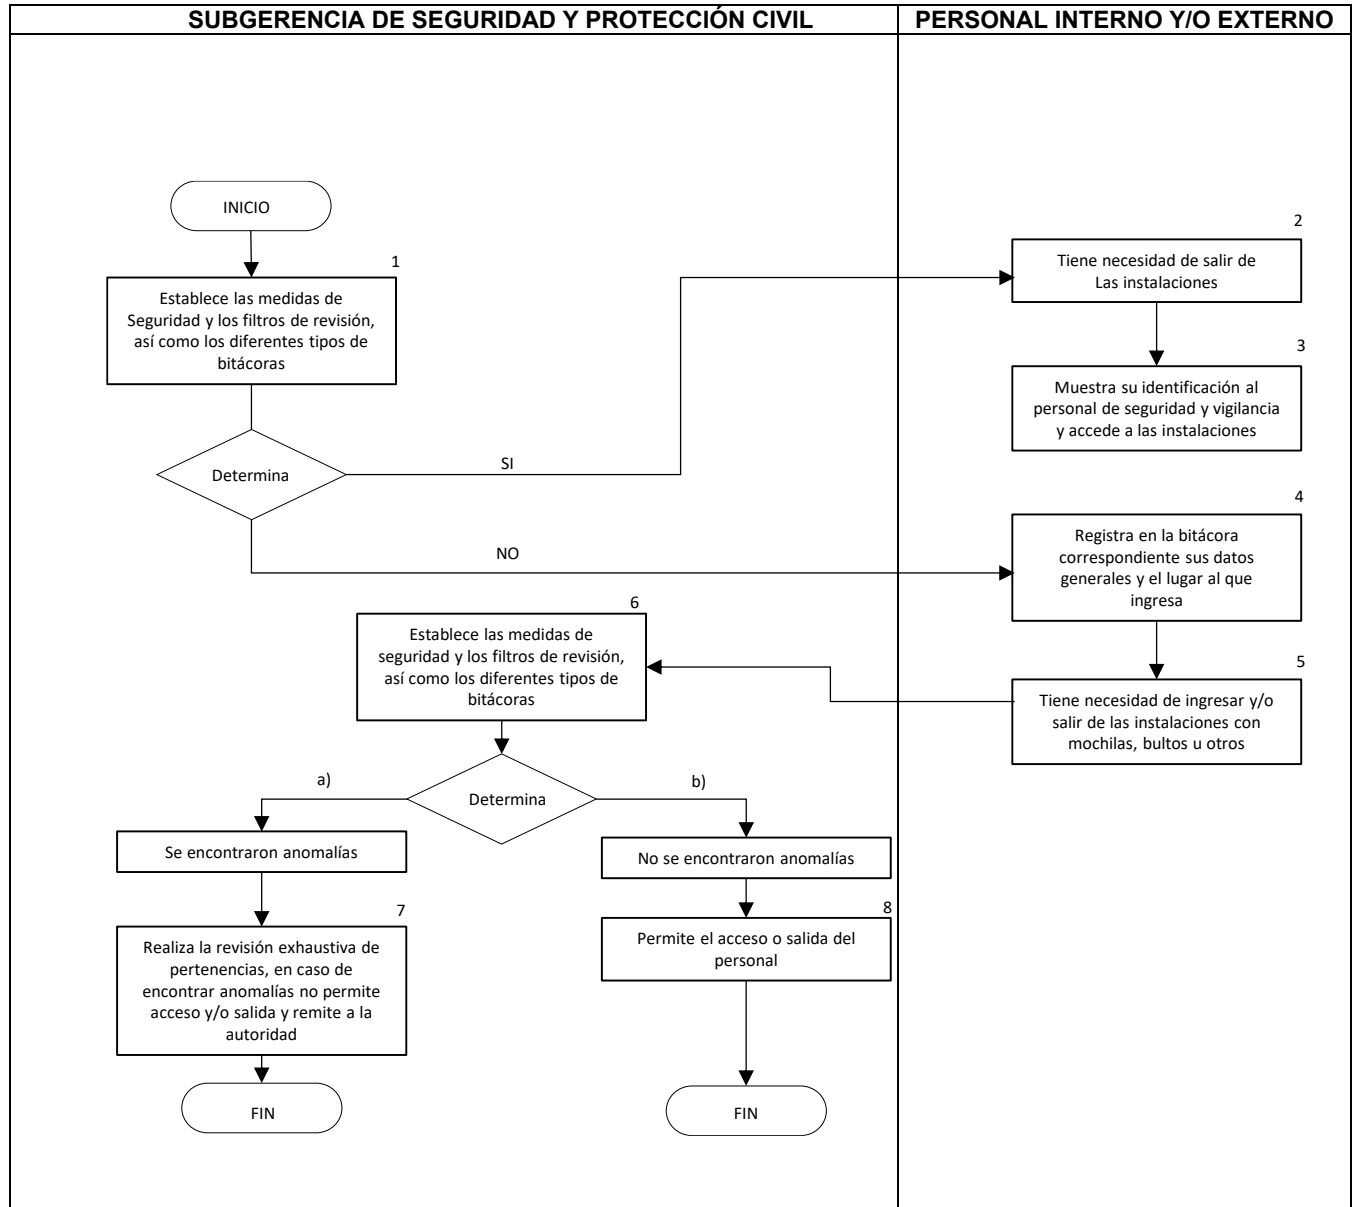 SUBGERENCIA DE SEGURIDAD Y PROTECCIÓN CIVIL
PERSONAL INTERNO Y/O EXTERNO
INICIO
1
Establece las medidas de
Seguridad y los filtros de revisión,
así como los diferentes tipos de
bitácoras
Determina
SI
NO
2
Tiene necesidad de salir de
Las instalaciones
3
Muestra su identificación al
personal de seguridad y vigilancia
y accede a las instalaciones
4
Registra en la bitácora
correspondiente sus datos
generales y el lugar al que
ingresa
5
Tiene necesidad de ingresar y/o
salir de las instalaciones con
mochilas, bultos u otros
6
Establece las medidas de
seguridad y los filtros de revisión,
así como los diferentes tipos de
bitácoras
Determina
a)
b)
Se encontraron anomalías
No se encontraron anomalías
7
Realiza la revisión exhaustiva de
pertenencias, en caso de
encontrar anomalías no permite
acceso y/o salida y remite a la
autoridad
8
Permite el acceso o salida del
personal
FIN
FIN